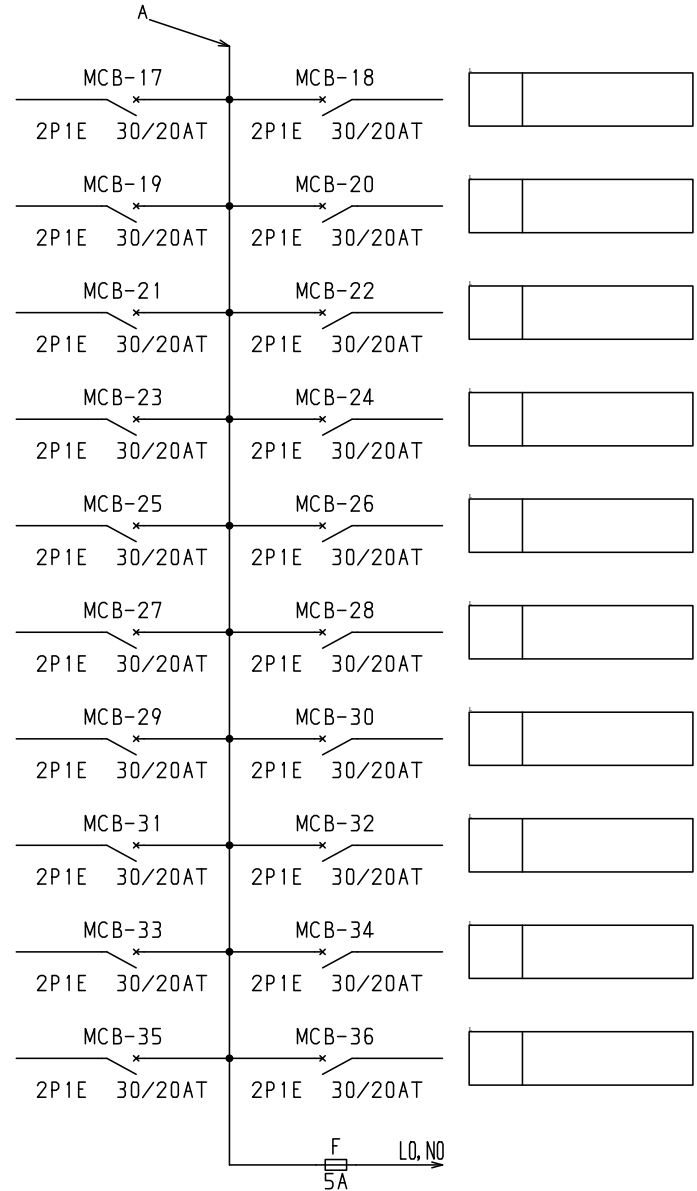 A
MCB-17 MCB-18
2P1E 30/20AT 2P1E 30/20AT
MCB-19 MCB-20
2P1E 30/20AT 2P1E 30/20AT
MCB-21 MCB-22
2P1E 30/20AT 2P1E 30/20AT
MCB-23 MCB-24
2P1E 30/20AT 2P1E 30/20AT
MCB-25 MCB-26
2P1E 30/20AT 2P1E 30/20AT
MCB-27 MCB-28
2P1E 30/20AT 2P1E 30/20AT
MCB-29 MCB-30
2P1E 30/20AT 2P1E 30/20AT
MCB-31 MCB-32
2P1E 30/20AT 2P1E 30/20AT
MCB-33 MCB-34
2P1E 30/20AT 2P1E 30/20AT
MCB-35 MCB-36
2P1E 30/20AT 2P1E 30/20AT
F L0,N0
5A